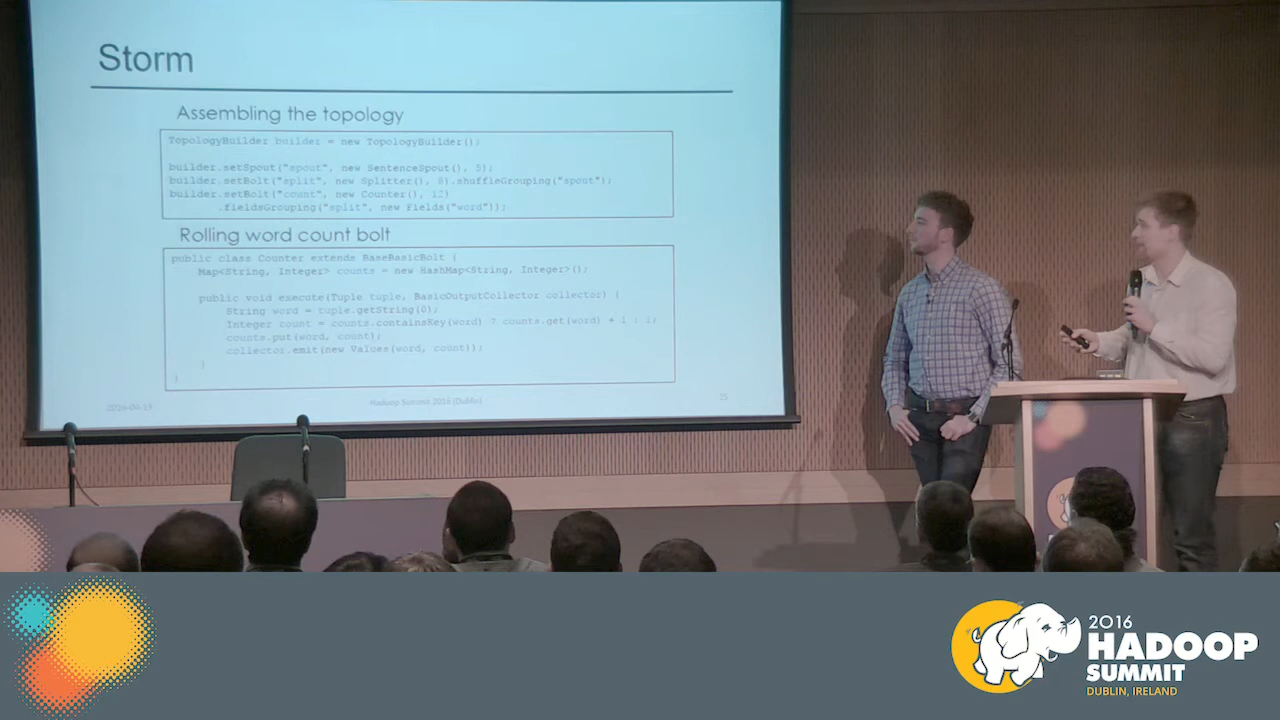 Storm
Assembling the topology
TopologyBuilder builder = new TopologyBuilder();
builder.setSpout("spout", new SentenceSpout(), 5);
builder.setBolt("split", new Splitter(), 8).shuffleGrouping("spout");
builder.setBolt("count", new Counter(), 12)
.fieldsGrouping("split", new Fields("word"));
Rolling word count bolt
public class Counter extends BaseBasicBolt {
Map<String, Integer> counts = new HashMap<String, Integer>();
public void execute(Tuple tuple, BasicOutputCollector collector) {
String word = tuple.getString(0);
Integer count = counts.containsKey(word) ? counts.get(word) + 1 : 1;
counts.put(word, count);
collector.emit(new Values(word, count));
}
}
2016-04-13
Hadoop Summit 2016 (Dublin)
2016
HADOOP
SUMMIT
DUBLIN, IRELAND